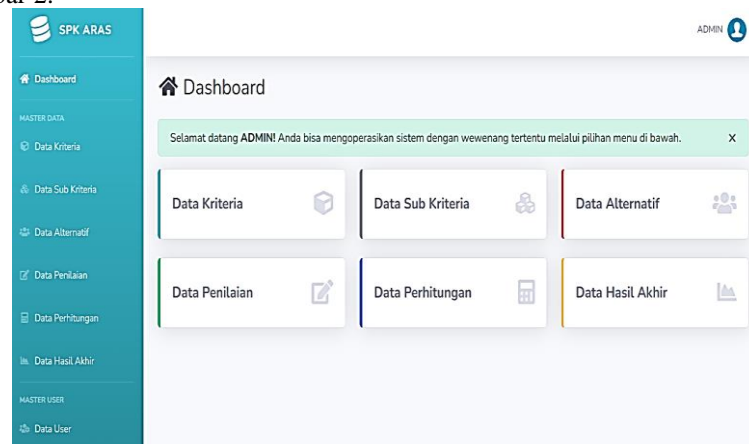 SPK ARAS
ADMIN
Dashboard
MASTER DATA
Data Kriteria
Data Sub Kriteria
Data Alternatif
Data Penilaian
Data Perhitungan
Data Hasil Akhir
MASTER USER
Data User
Dashboard
Selamat datang ADMIN! Anda bisa mengoperasikan sistem dengan wewenang tertentu melalui pilihan menu di bawah. X
Data Kriteria
Data Sub Kriteria
Data Alternatif
Data Penilaian
Data Perhitungan
Data Hasil Akhir